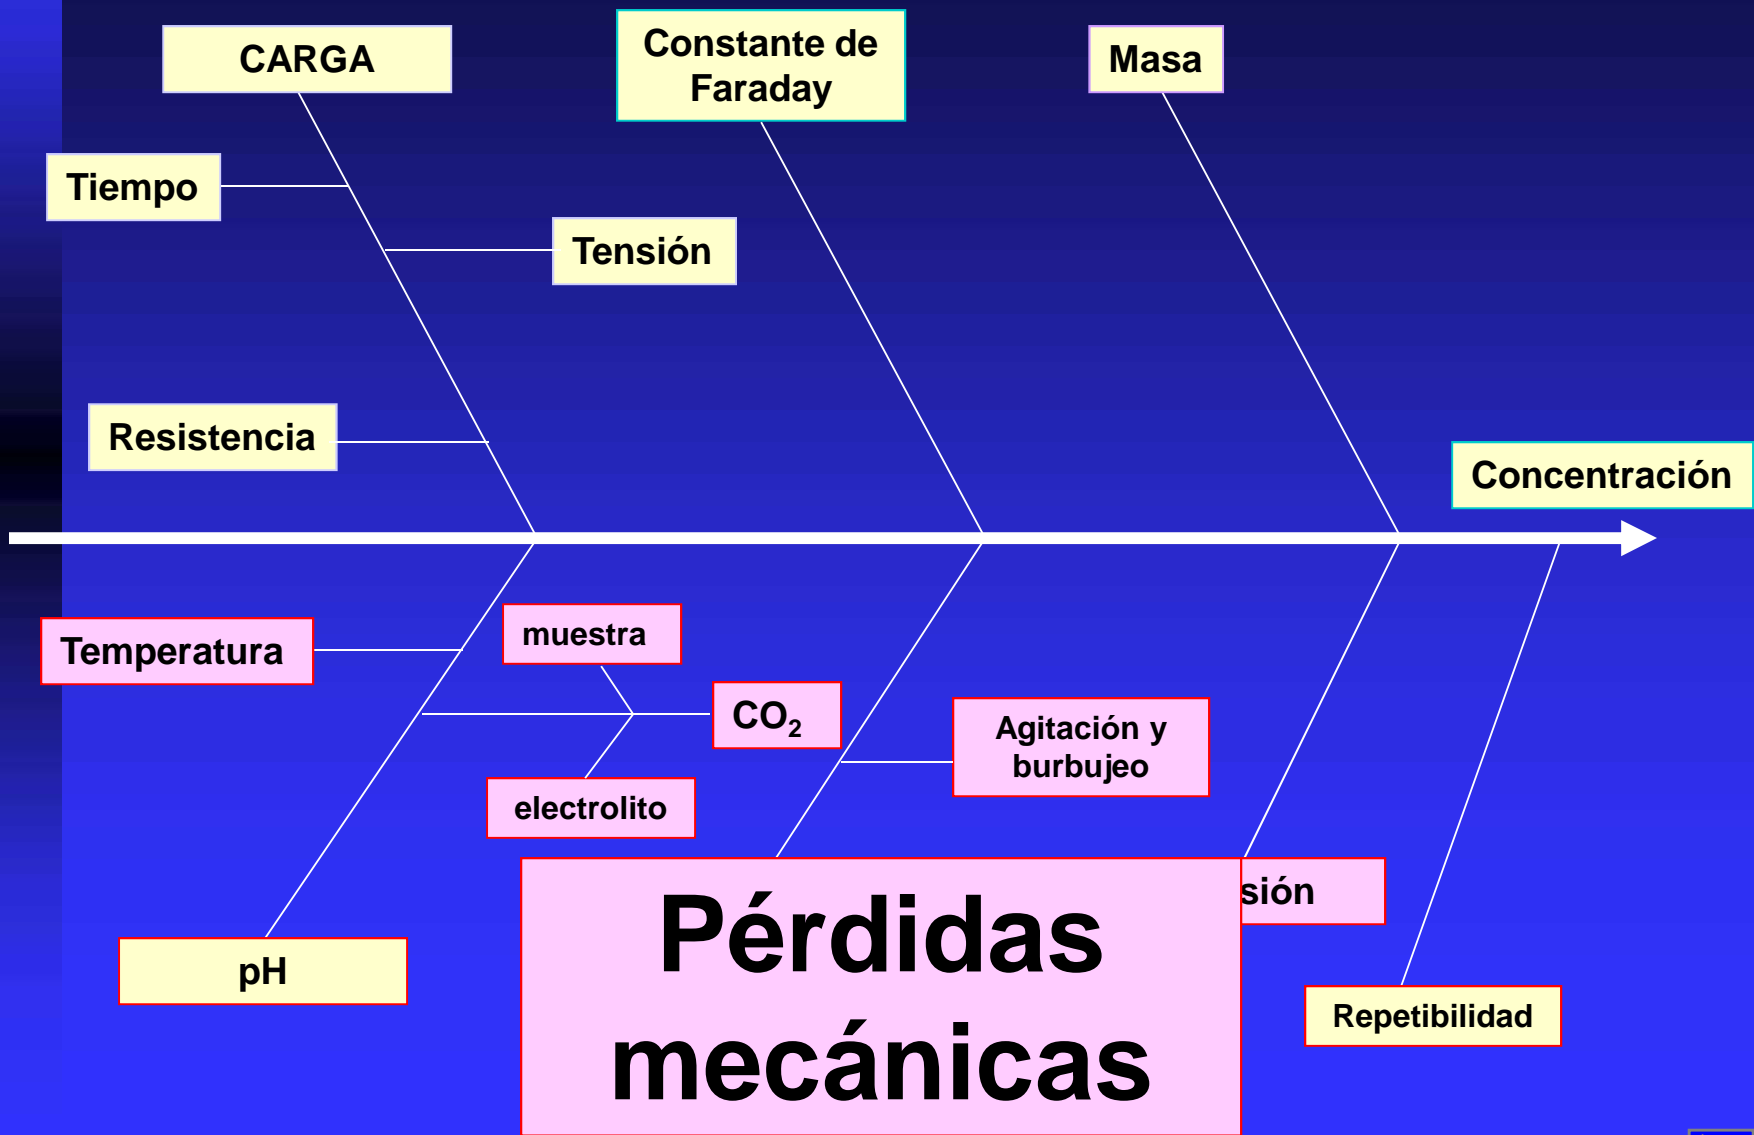 CARGA
Constante de
Faraday
Masa
Tiempo
Tensión
Resistencia
Concentración
Temperatura
muestra
CO₂
Agitación y
burbujeo
electrolito
Pérdidas
mecánicas
sión
pH
Repetibilidad